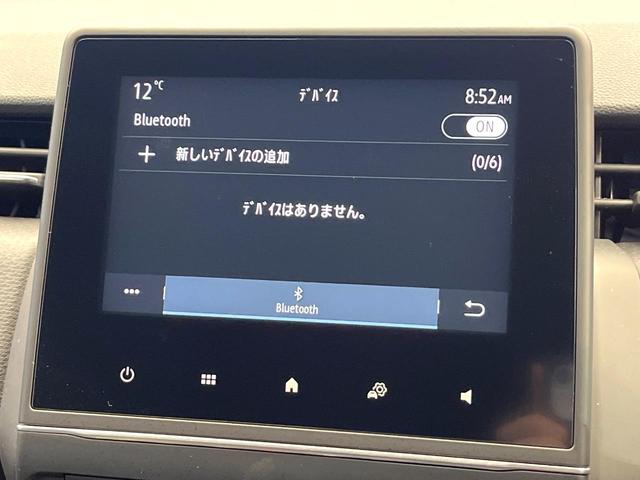 12℃ ﾃﾞﾊﾞｲｽ 8:52AM
Bluetooth ON
+ 新しいﾃﾞﾊﾞｲｽの追加 (0/6)
ﾃﾞﾊﾞｲｽはありません。
•••
Bluetooth